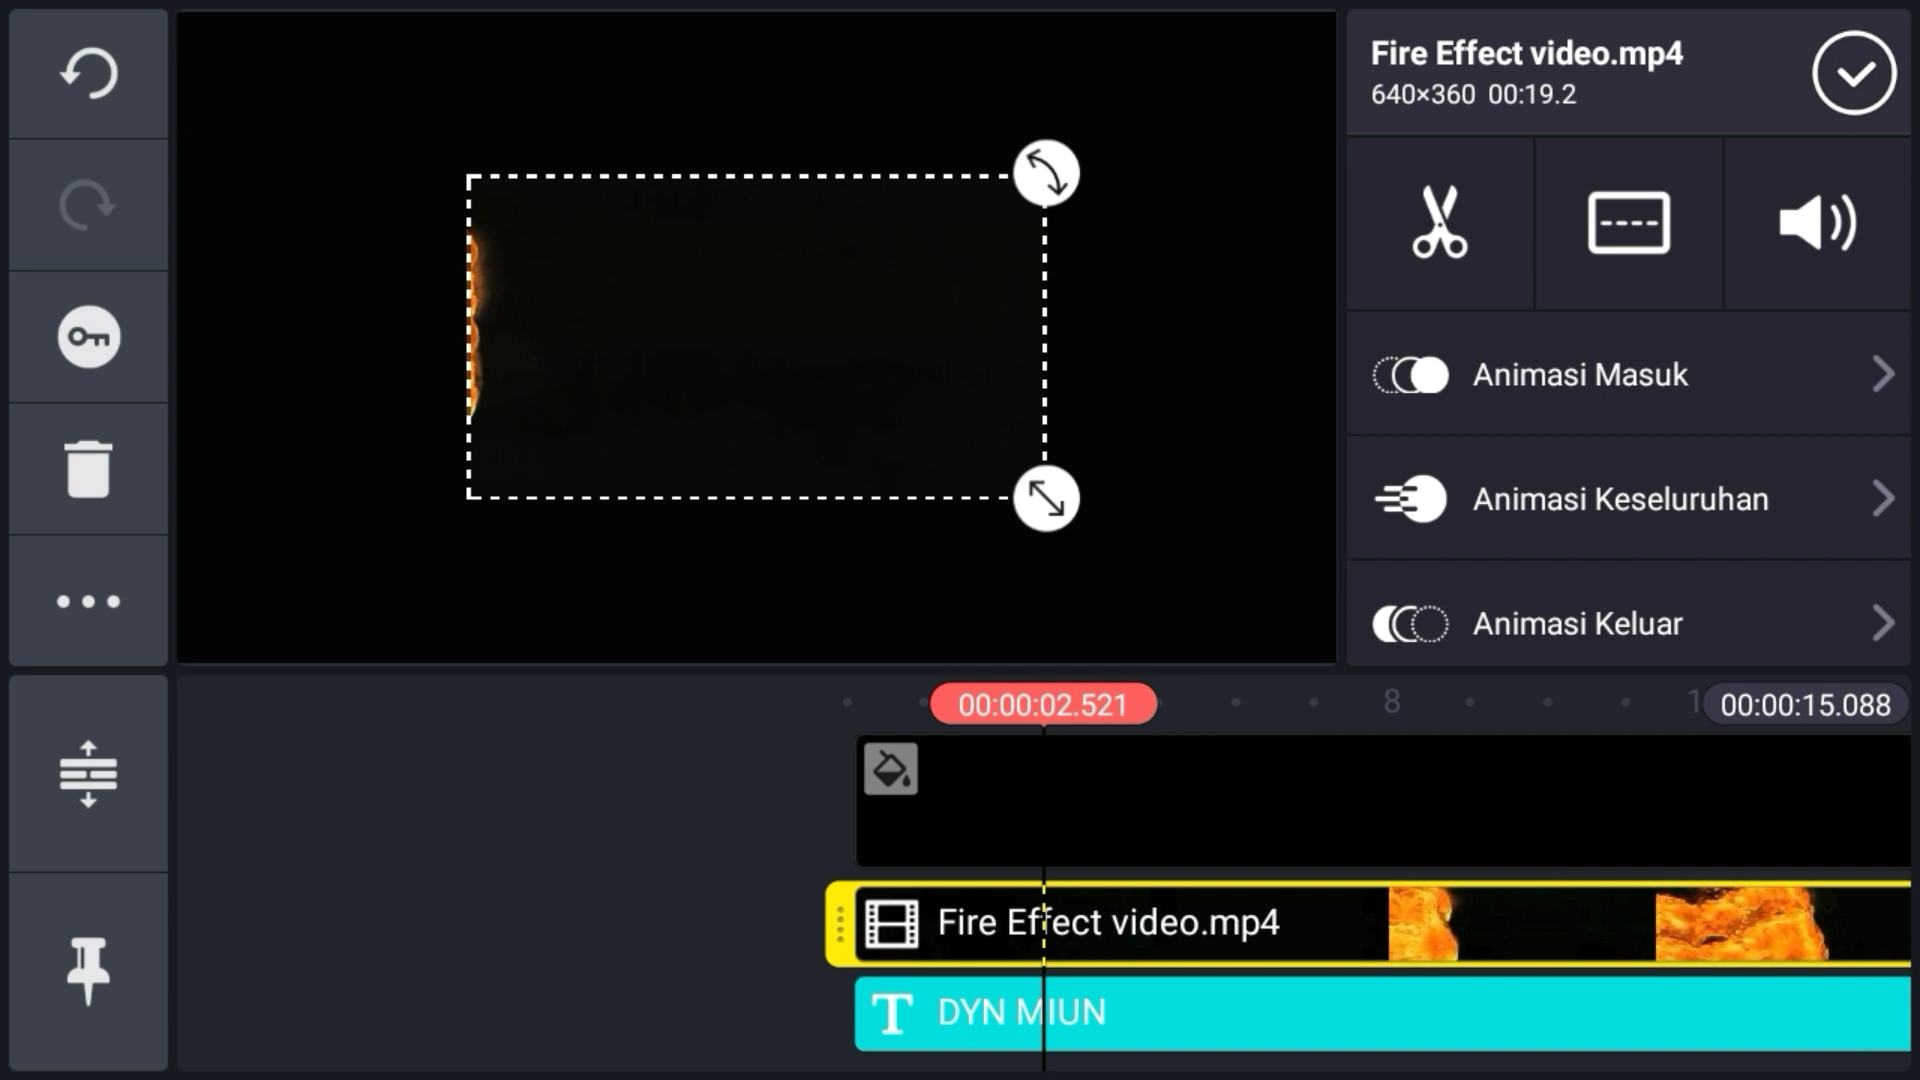 Fire Effect video.mp4
640×360 00:19.2
Animasi Masuk
Animasi Keseluruhan
Animasi Keluar
00:00:02.521
8
1
00:00:15.088
Fire Effect video.mp4
T DYN MIUN